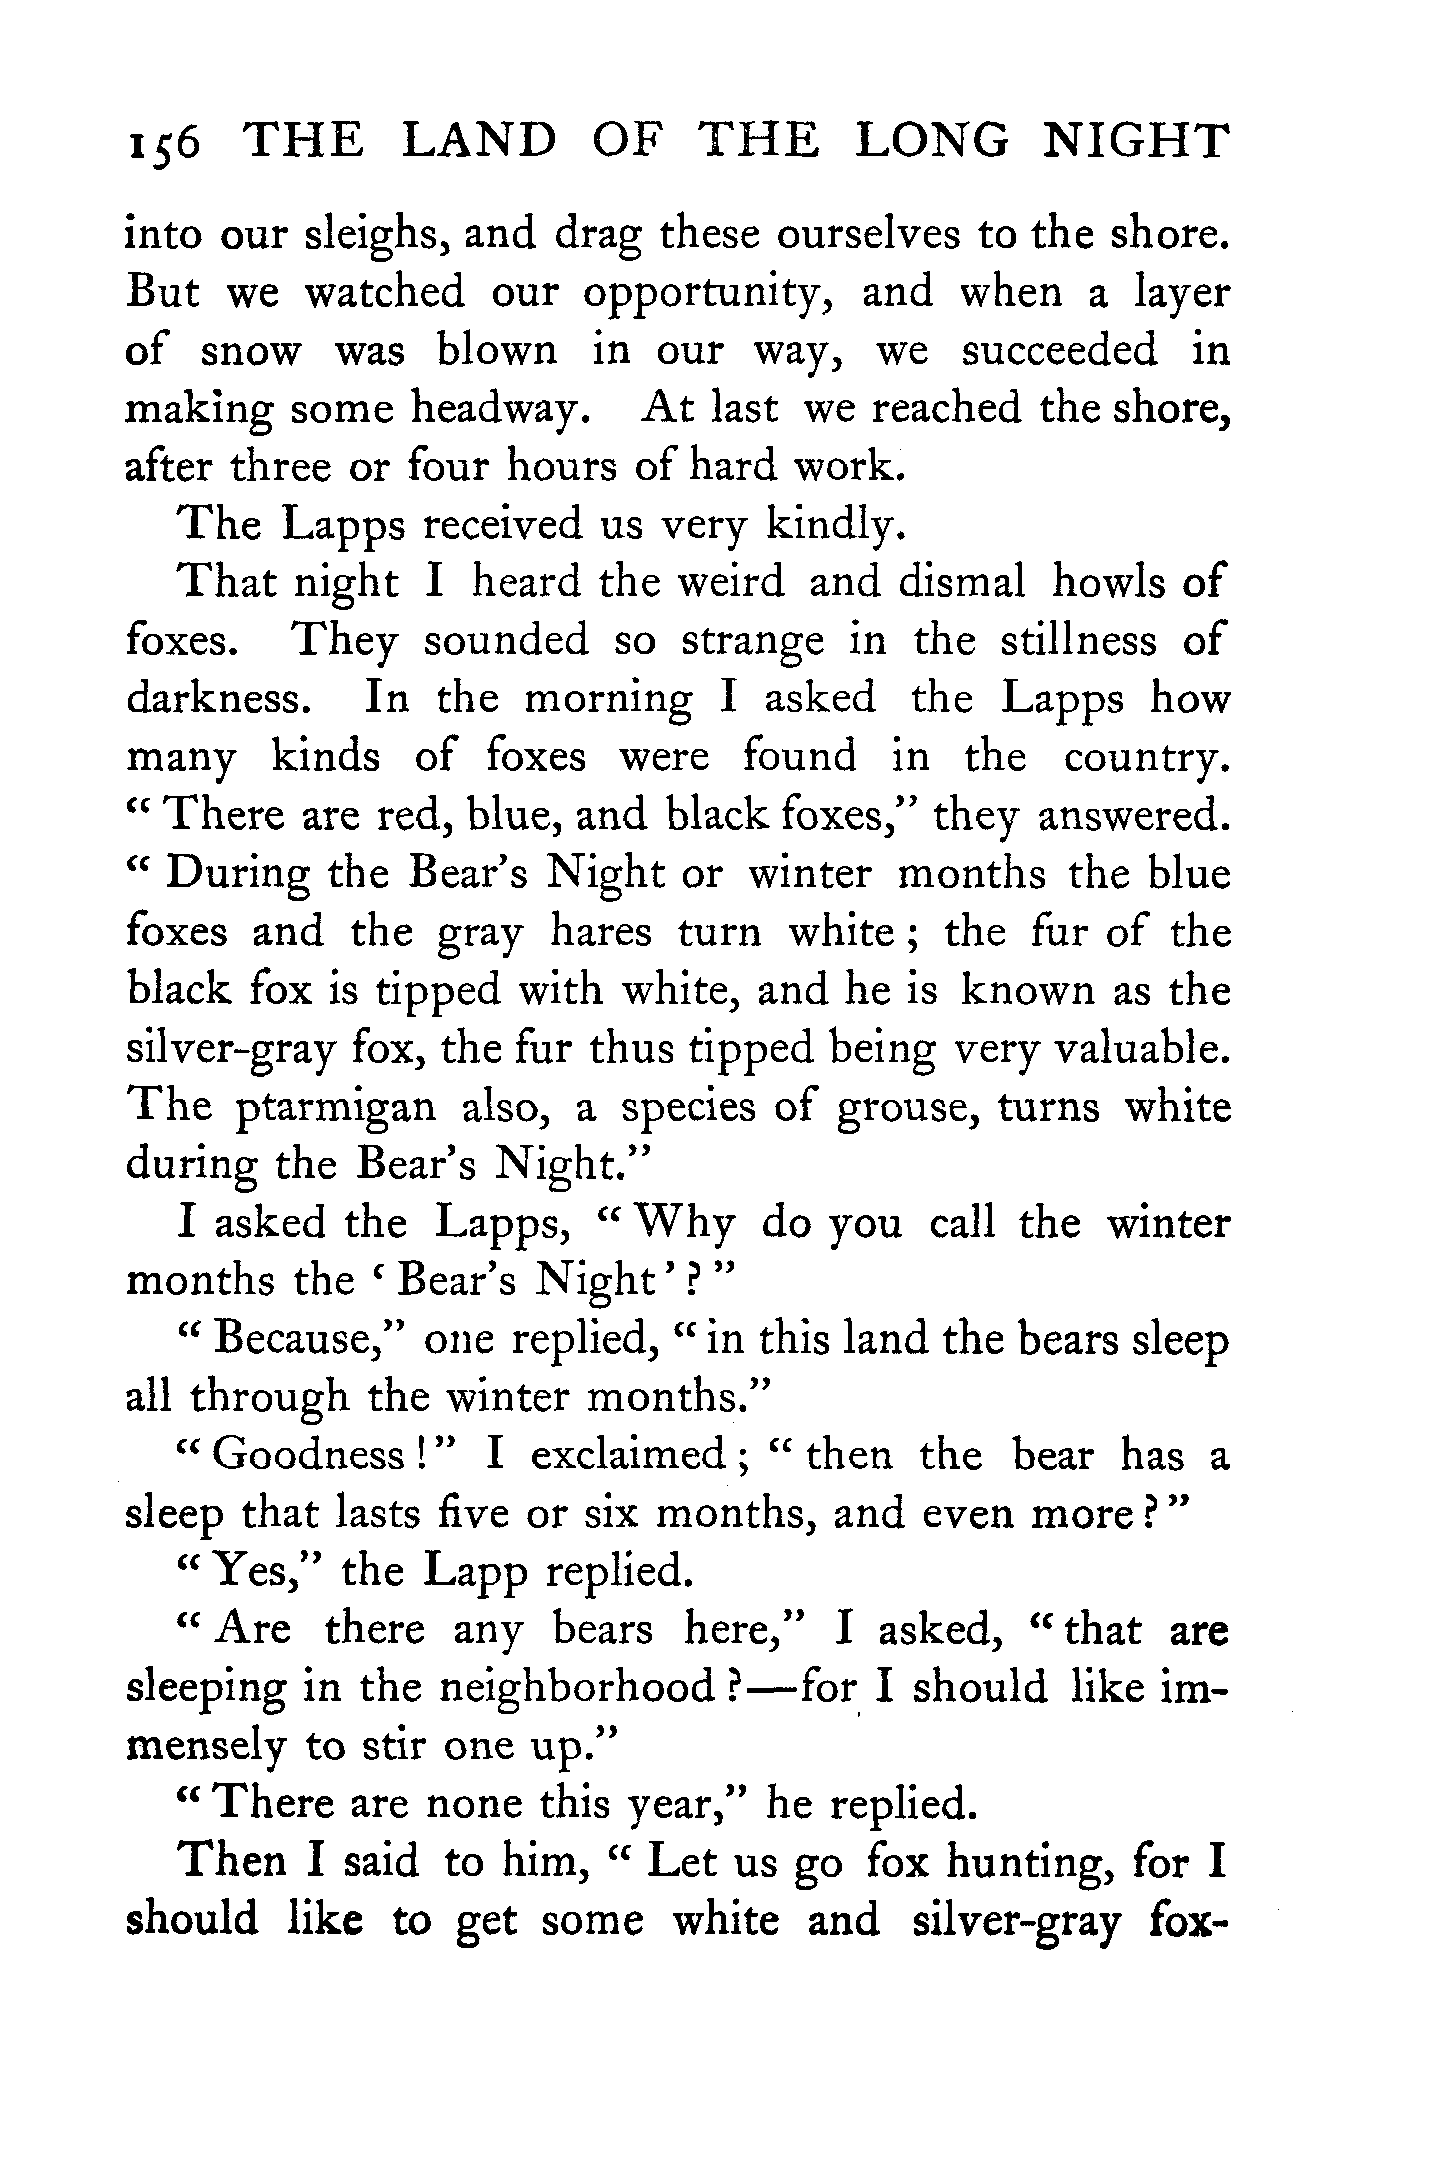 156 THE LAND OF THE LONG NIGHT
into our sleighs, and drag these ourselves to the shore.
But we watched our opportunity, and when a layer
of snow was blown in our way, we succeeded in
making some headway. At last we reached the shore,
after three or four hours of hard work.
The Lapps received us very kindly.
That night I heard the weird and dismal howls of
foxes. They sounded so strange in the stillness of
darkness. In the morning I asked the Lapps how
many kinds of foxes were found in the country.
“ There are red, blue, and black foxes,” they answered.
“ During the Bear’s Night or winter months the blue
foxes and the gray hares turn white ; the fur of the
black fox is tipped with white, and he is known as the
silver-gray fox, the fur thus tipped being very valuable.
The ptarmigan also, a species of grouse, turns white
during the Bear’s Night.”
I asked the Lapps, “ Why do you call the winter
months the ‘ Bear’s Night ’ ? ”
“ Because,” one replied, “ in this land the bears sleep
all through the winter months.”
“ Goodness ! ” I exclaimed ; “ then the bear has a
sleep that lasts five or six months, and even more ? ”
“ Yes,” the Lapp replied.
“ Are there any bears here,” I asked, “ that are
sleeping in the neighborhood ?—for I should like im-
mensely to stir one up.”
“ There are none this year,” he replied.
Then I said to him, “ Let us go fox hunting, for I
should like to get some white and silver-gray fox-